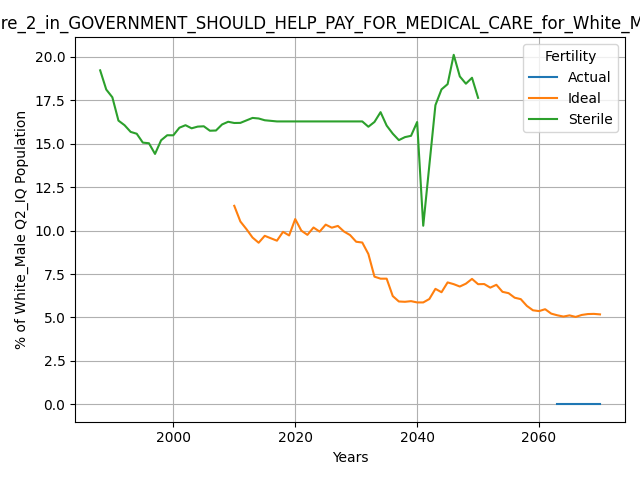 re_2_in_GOVERNMENT_SHOULD_HELP_PAY_FOR_MEDICAL_CARE_for_White_M
Fertility
Actual
Ideal
Sterile
% of White_Male Q2_IQ Population
20.0
17.5
15.0
12.5
10.0
7.5
5.0
2.5
0.0
2000 2020 2040 2060
Years